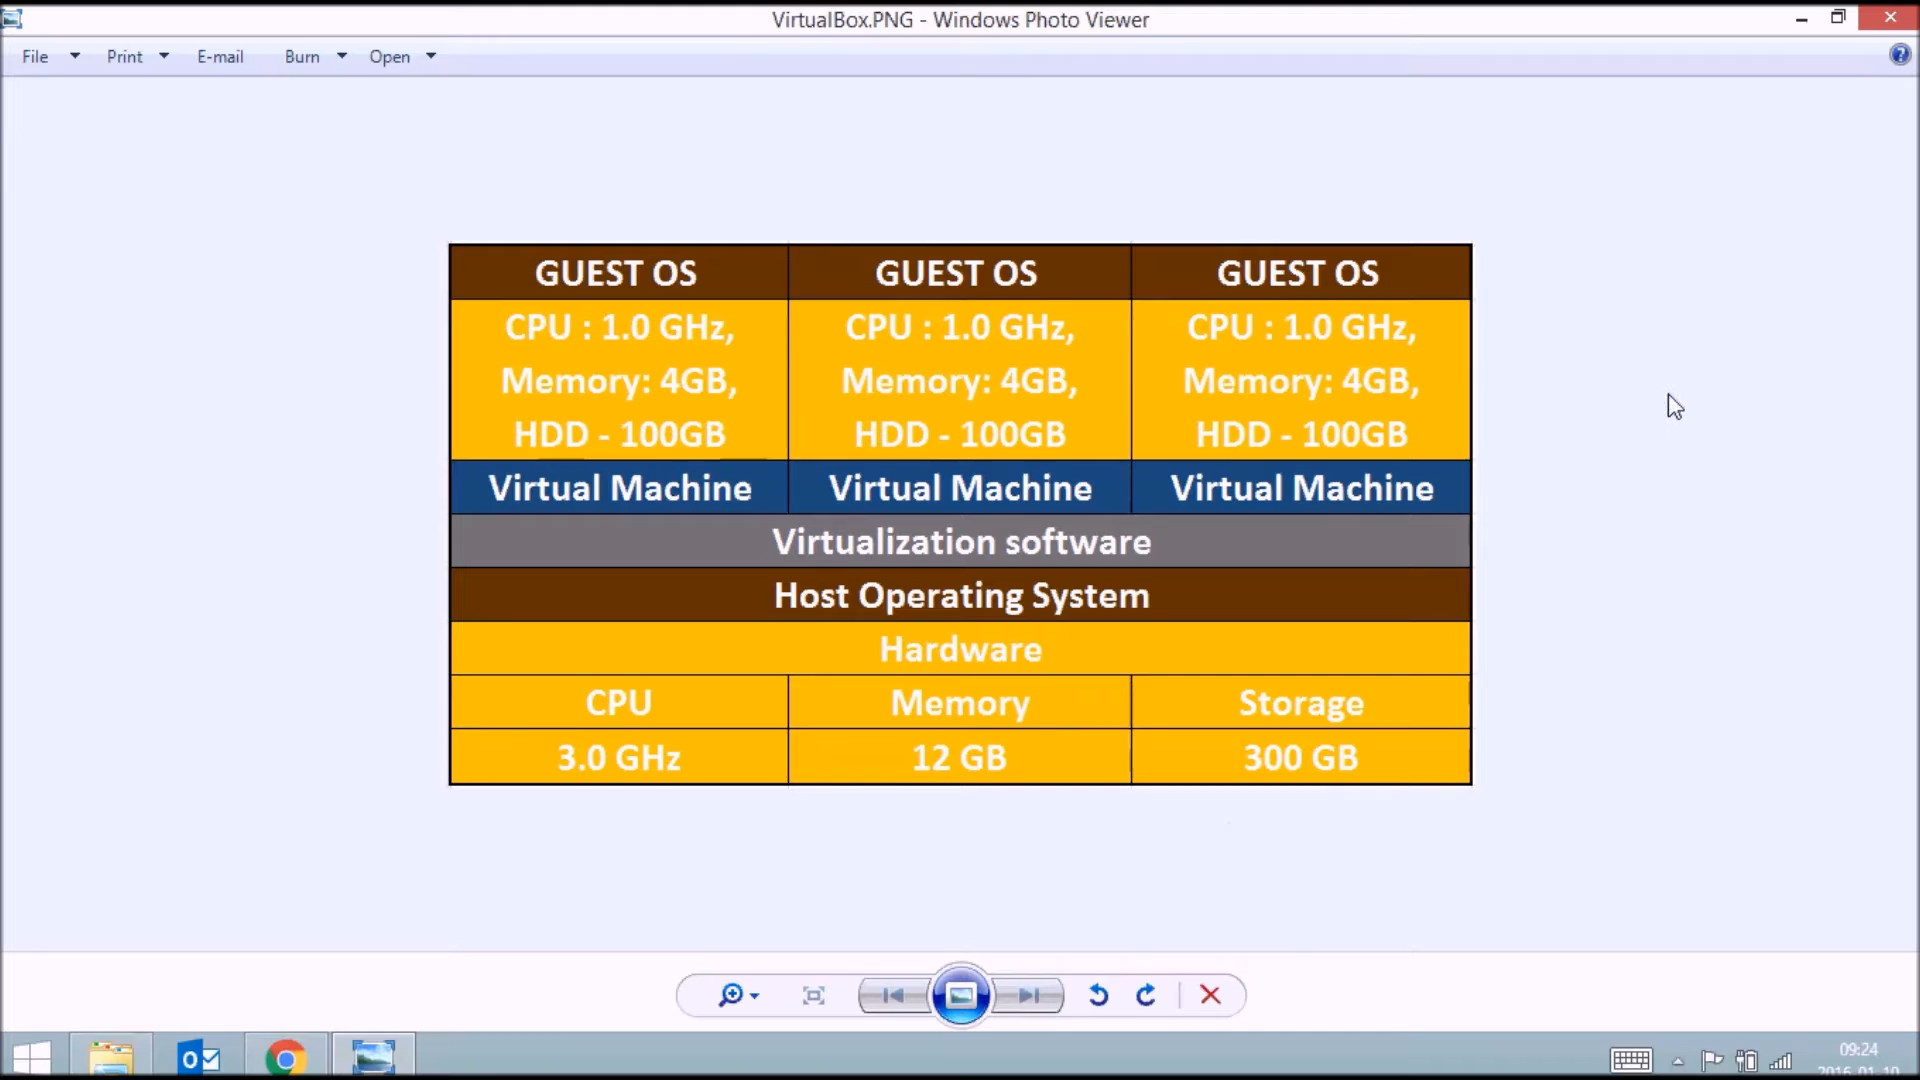 VirtualBox.PNG - Windows Photo Viewer
File Print E-mail Burn Open
GUEST OS GUEST OS GUEST OS
CPU : 1.0 GHz, CPU : 1.0 GHz, CPU : 1.0 GHz,
Memory: 4GB, Memory: 4GB, Memory: 4GB,
HDD - 100GB HDD - 100GB HDD - 100GB
Virtual Machine Virtual Machine Virtual Machine
Virtualization software
Host Operating System
Hardware
CPU Memory Storage
3.0 GHz 12 GB 300 GB
09:24
2016-01-10